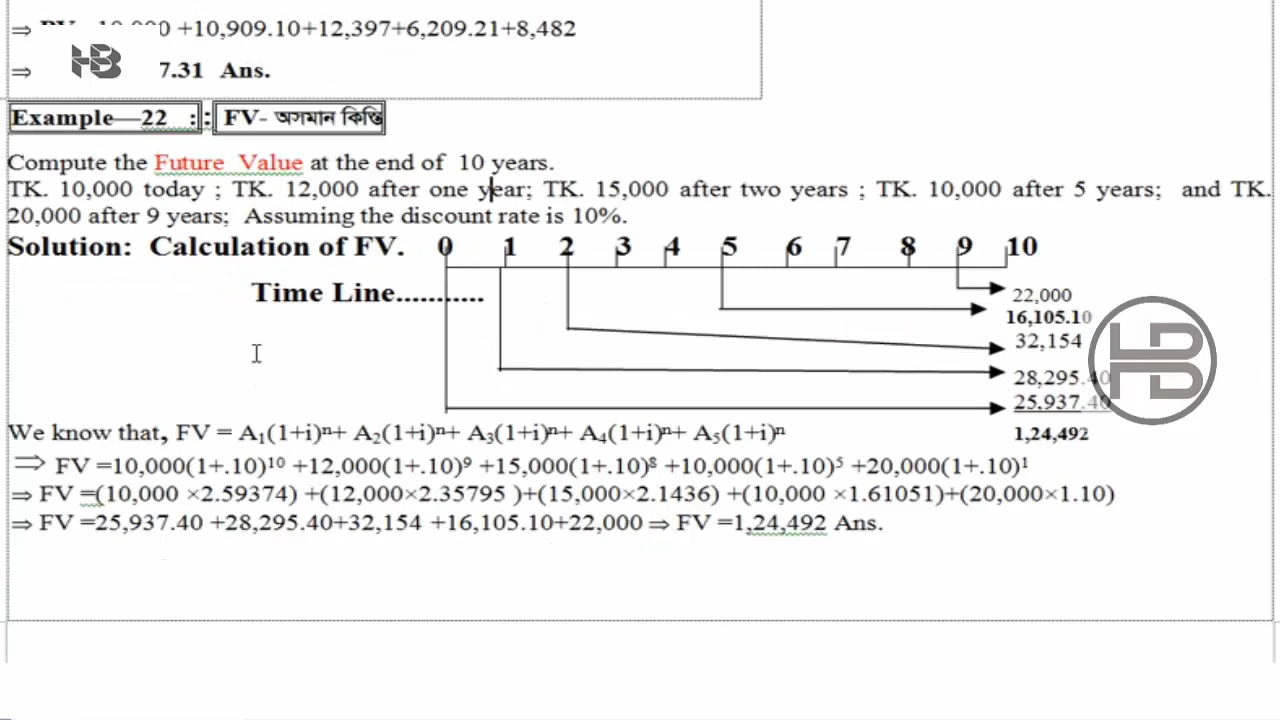 +10,909.10+12,397+6,209.21+8,482
⇒ 7.31 Ans.
Example—22 :: FV- অসমান কিস্তি
Compute the Future Value at the end of 10 years.
TK. 10,000 today ; TK. 12,000 after one year; TK. 15,000 after two years ; TK. 10,000 after 5 years; and TK.
20,000 after 9 years; Assuming the discount rate is 10%.
Solution: Calculation of FV. 0 1 2 3 4 5 6 7 8 9 10
Time Line...........
22,000
16,105.10
32,154
28,295.40
25,937.40
1,24,492
We know that, FV = A₁(1+i)ⁿ+ A₂(1+i)ⁿ+ A₃(1+i)ⁿ+ A₄(1+i)ⁿ+ A₅(1+i)ⁿ
⇒ FV =10,000(1+.10)¹⁰ +12,000(1+.10)⁹ +15,000(1+.10)⁸ +10,000(1+.10)⁵ +20,000(1+.10)¹
⇒ FV =(10,000 ×2.59374) +(12,000×2.35795 )+(15,000×2.1436) +(10,000 ×1.61051)+(20,000×1.10)
⇒ FV =25,937.40 +28,295.40+32,154 +16,105.10+22,000 ⇒ FV =1,24,492 Ans.